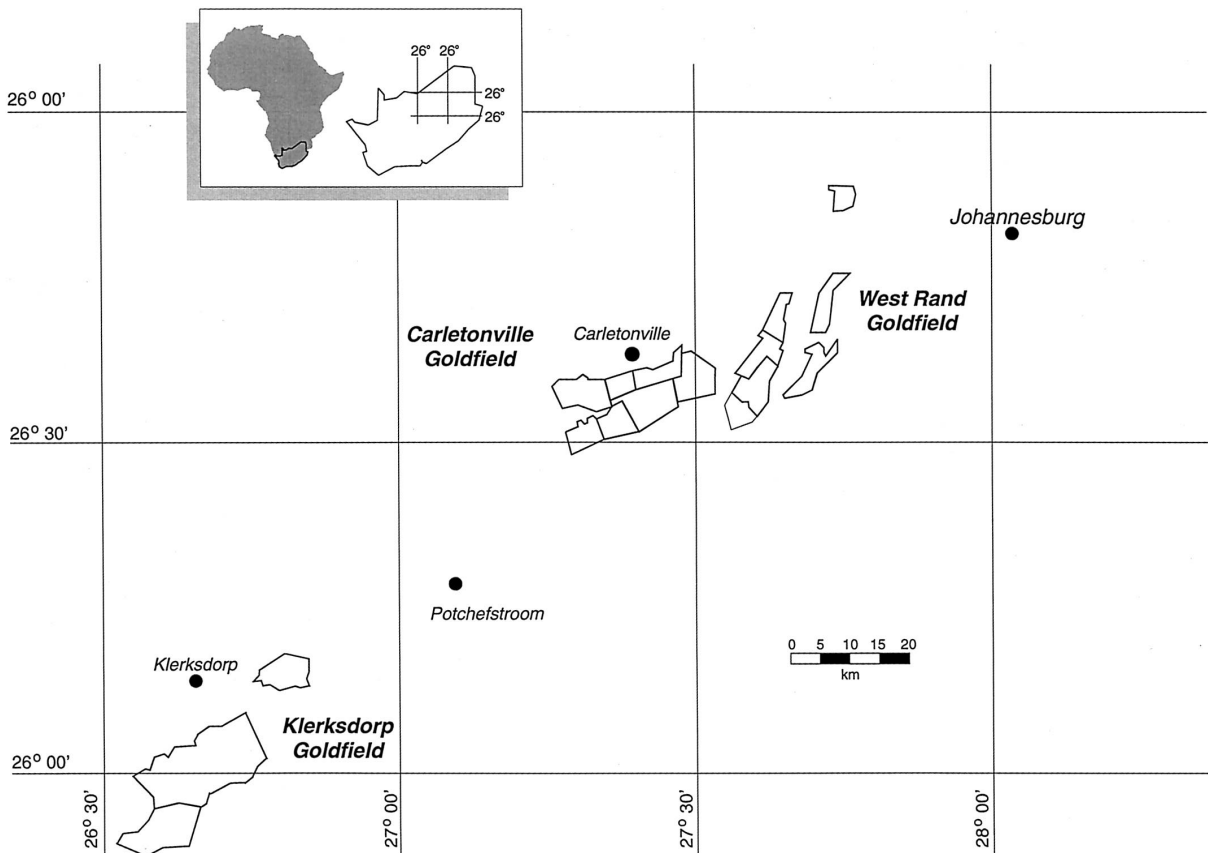 26° 26°
26°
26°
26° 00'
Johannesburg
West Rand
Goldfield
Carletonville
Goldfield
Carletonville
26° 30'
Potchefstroom
0 5 10 15 20
km
Klerksdorp
Klerksdorp
Goldfield
26° 00'
26° 30'
27° 00'
27° 30'
28° 00'